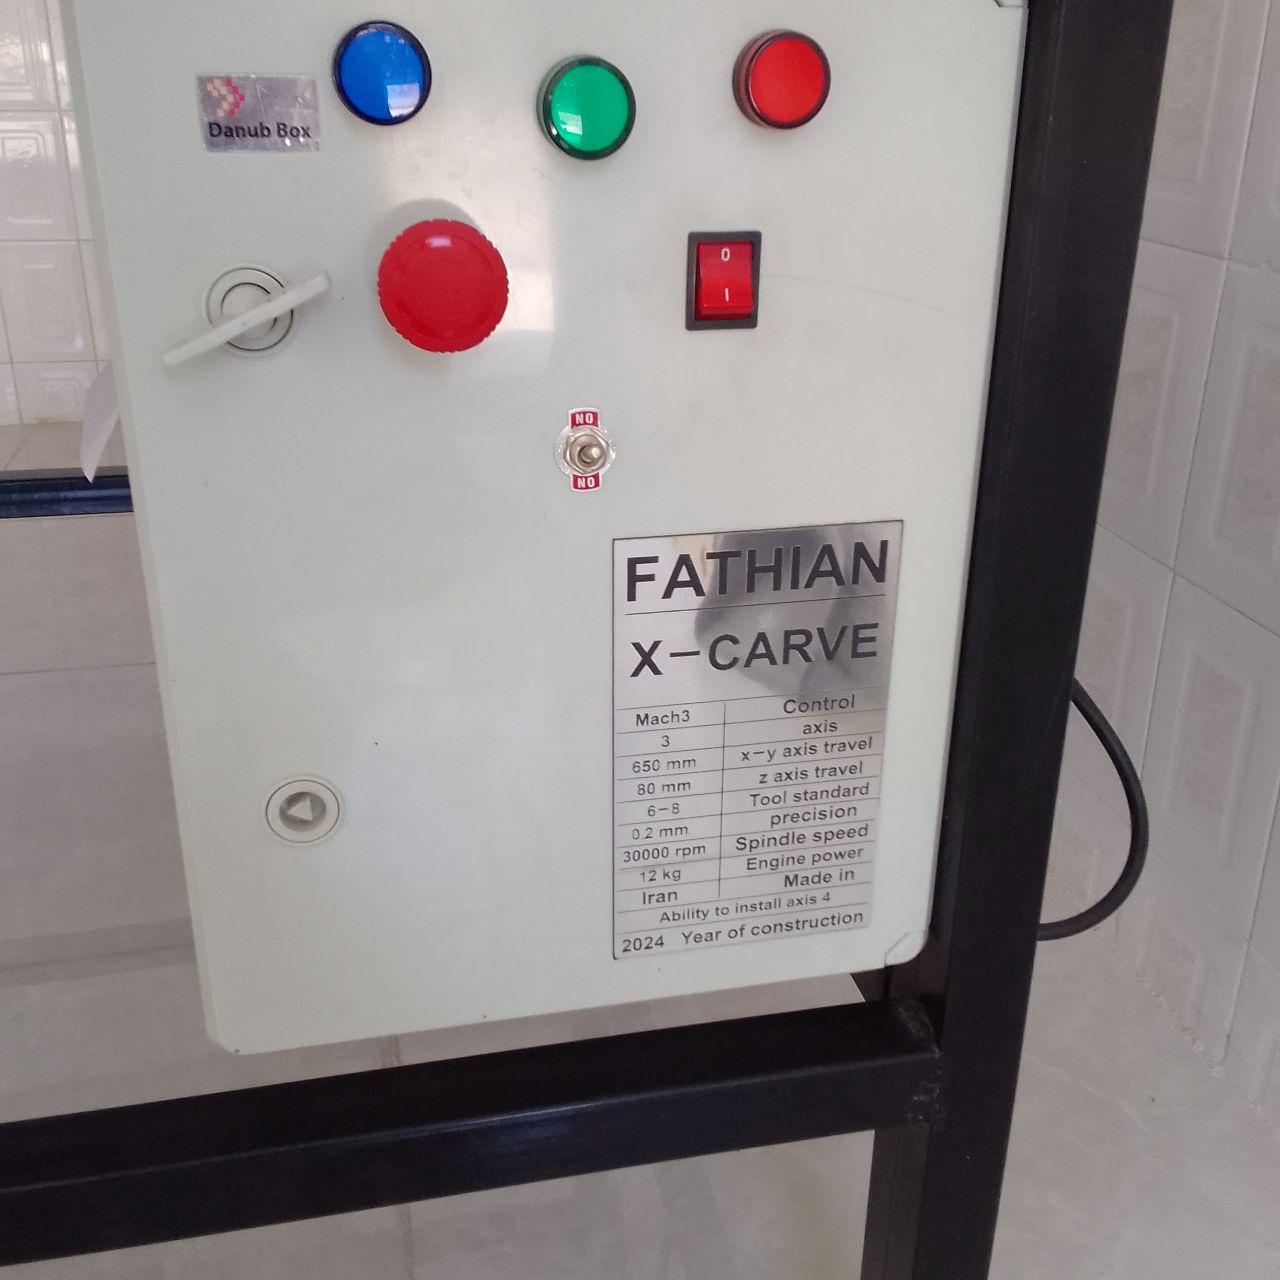 Danub Box
0
I
NO
NO
FATHIAN
X-CARVE
Mach3 Control
3 axis
650 mm x-y axis travel
80 mm z axis travel
6-8 Tool standard
0.2 mm precision
30000 rpm Spindle speed
12 kg Engine power
Iran Made in
Ability to install axis 4
2024 Year of construction